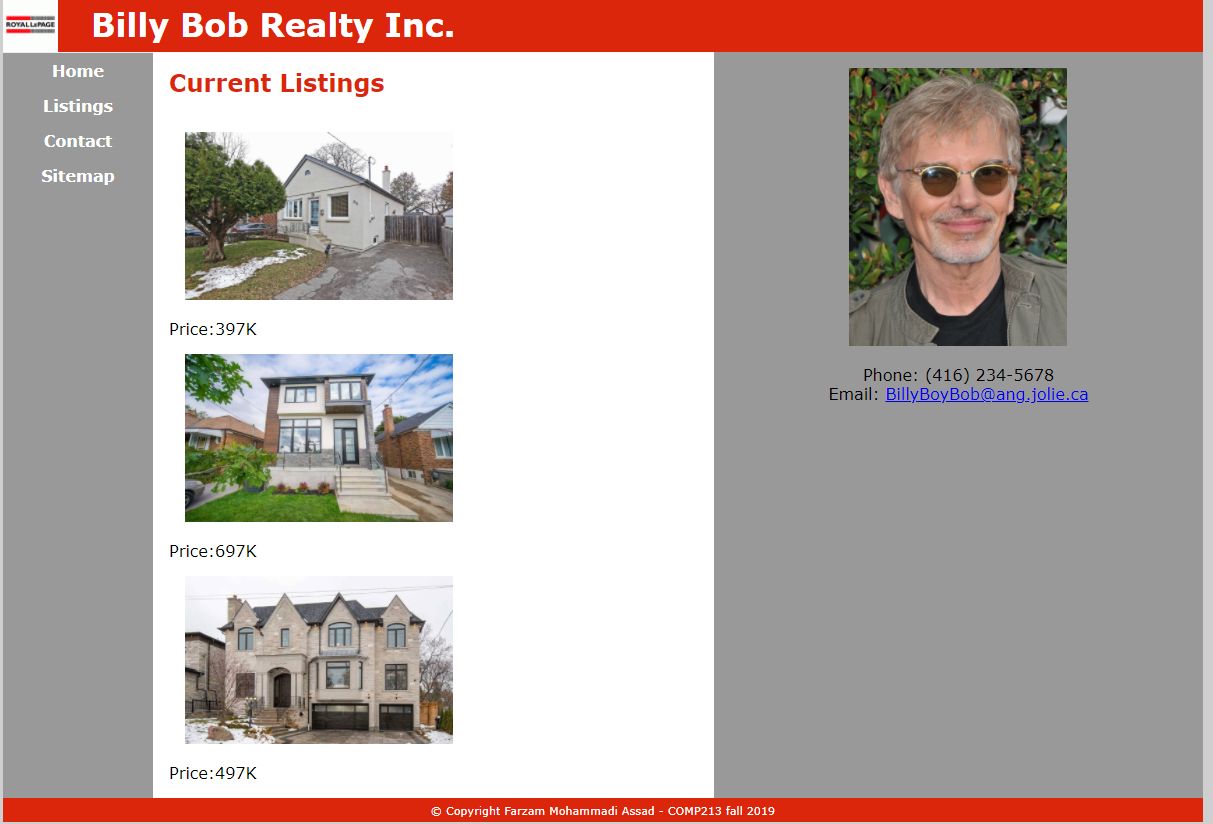 ROYAL LEPAGE
Billy Bob Realty Inc.
Home
Listings
Contact
Sitemap
Current Listings
Price:397K
Price:697K
Price:497K
Phone: (416) 234-5678
Email: BillyBoyBob@ang.jolie.ca
© Copyright Farzam Mohammadi Assad - COMP213 fall 2019